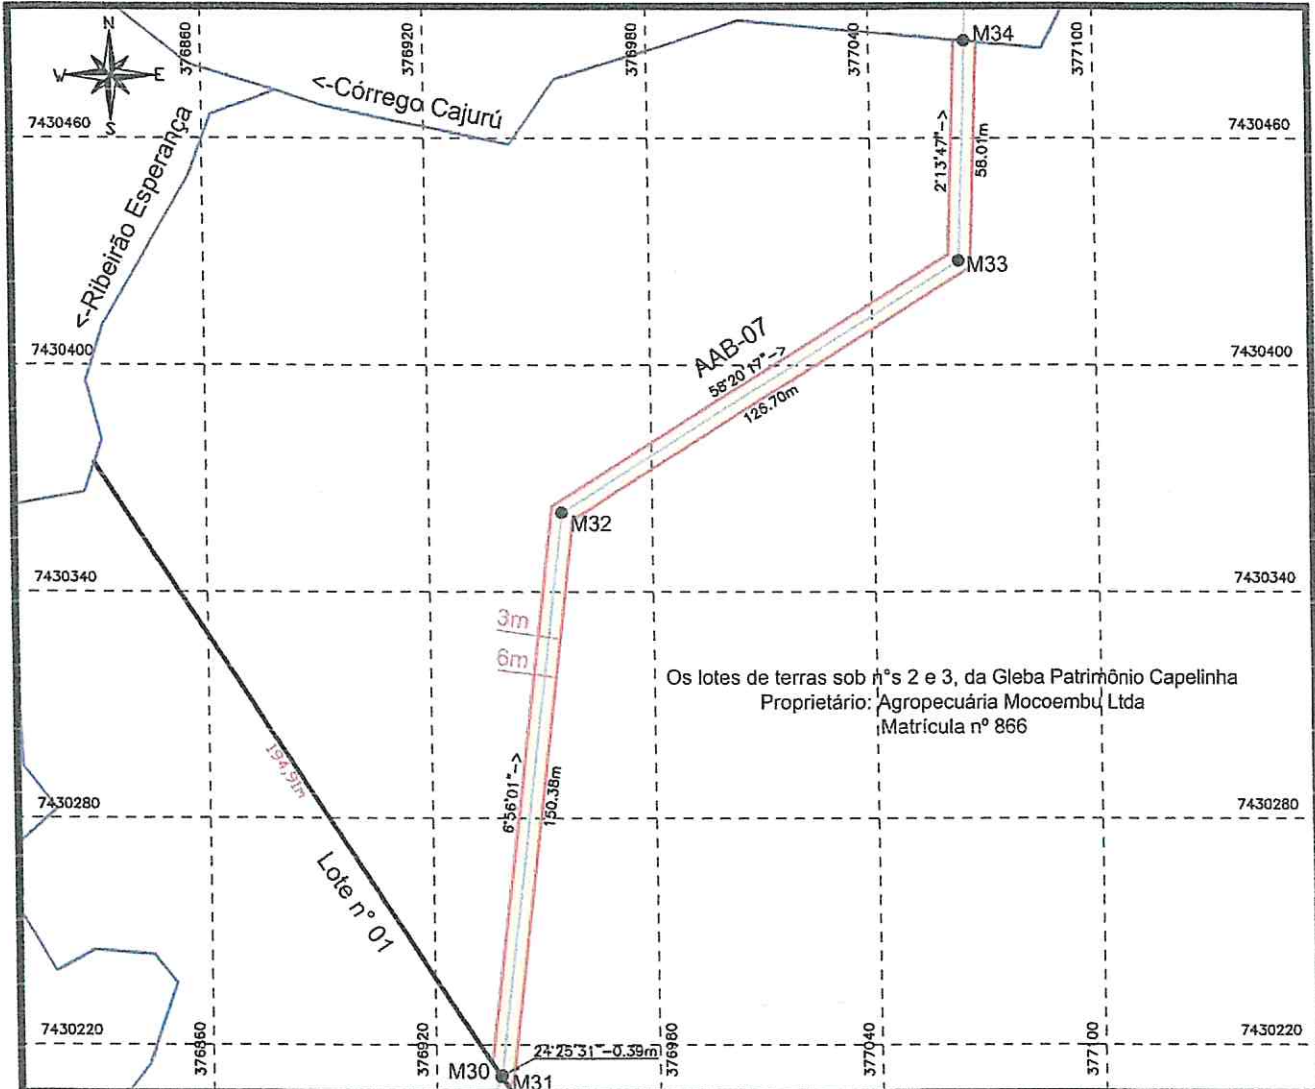 376860
376920
376980
377040
377100
M34
N
W
E
S
<-Córrego Cajurú
7430460
7430460
<-Ribeirão Esperança
2°13'47"->
58.01m
M33
7430400
7430400
AAB-07
58°20'17"->
126.70m
M32
7430340
7430340
3m
6m
Os lotes de terras sob n°s 2 e 3, da Gleba Patrimônio Capelinha
Proprietário: Agropecuária Mocoembu Ltda
Matrícula nº 866
194,91m
6°56'01"->
150.38m
7430280
7430280
Lote n° 01
7430220
376860
376920
24°25'31"-0.39m
376980
377040
377100
7430220
M30
M31